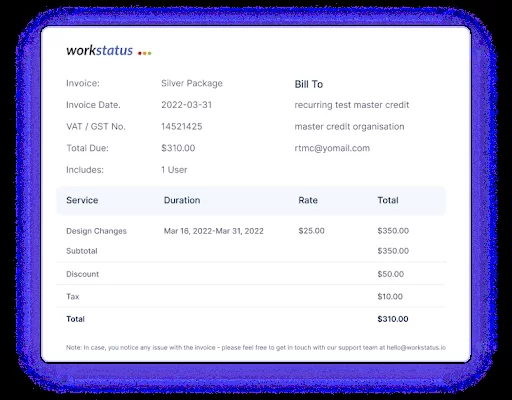 workstatus
Invoice: Silver Package Bill To
Invoice Date. 2022-03-31 recurring test master credit
VAT / GST No. 14521425 master credit organisation
Total Due: $310.00 rtmc@yomail.com
Includes: 1 User
Service Duration Rate Total
Design Changes Mar 16, 2022-Mar 31, 2022 $25.00 $350.00
Subtotal $350.00
Discount $50.00
Tax $10.00
Total $310.00
Note: In case, you notice any issue with the invoice - please feel free to get in touch with our support team at hello@workstatus.io